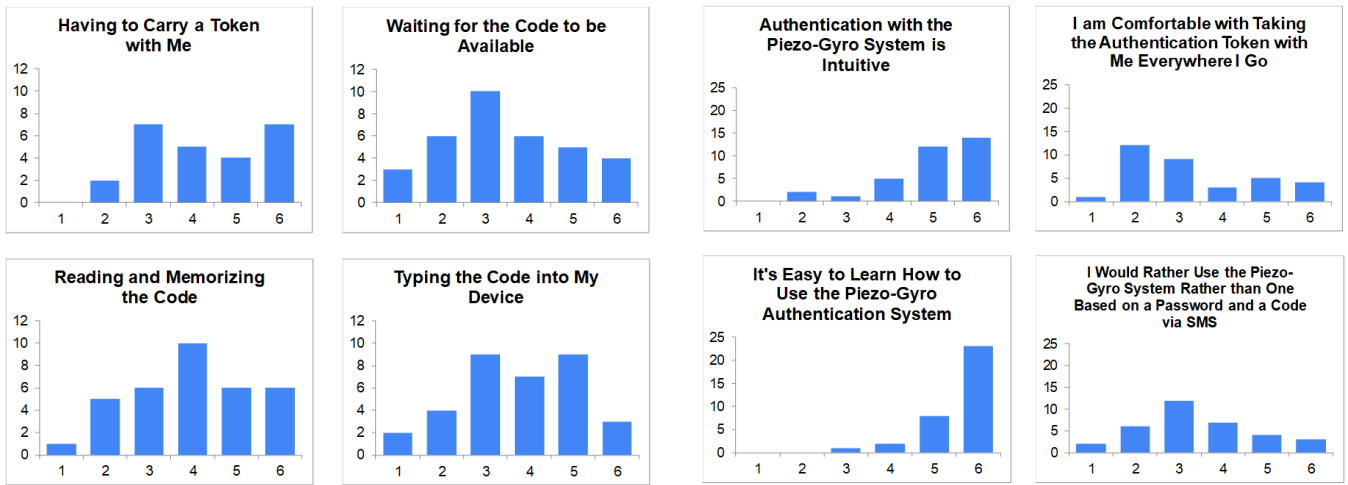 Having to Carry a Token
with Me
12
10
8
6
4
2
0
1 2 3 4 5 6
Waiting for the Code to be
Available
12
10
8
6
4
2
0
1 2 3 4 5 6
Authentication with the
Piezo-Gyro System is
Intuitive
25
20
15
10
5
0
1 2 3 4 5 6
I am Comfortable with Taking
the Authentication Token with
Me Everywhere I Go
25
20
15
10
5
0
1 2 3 4 5 6
Reading and Memorizing
the Code
12
10
8
6
4
2
0
1 2 3 4 5 6
Typing the Code into My
Device
12
10
8
6
4
2
0
1 2 3 4 5 6
It's Easy to Learn How to
Use the Piezo-Gyro
Authentication System
25
20
15
10
5
0
1 2 3 4 5 6
I Would Rather Use the Piezo-
Gyro System Rather than One
Based on a Password and a Code
via SMS
25
20
15
10
5
0
1 2 3 4 5 6